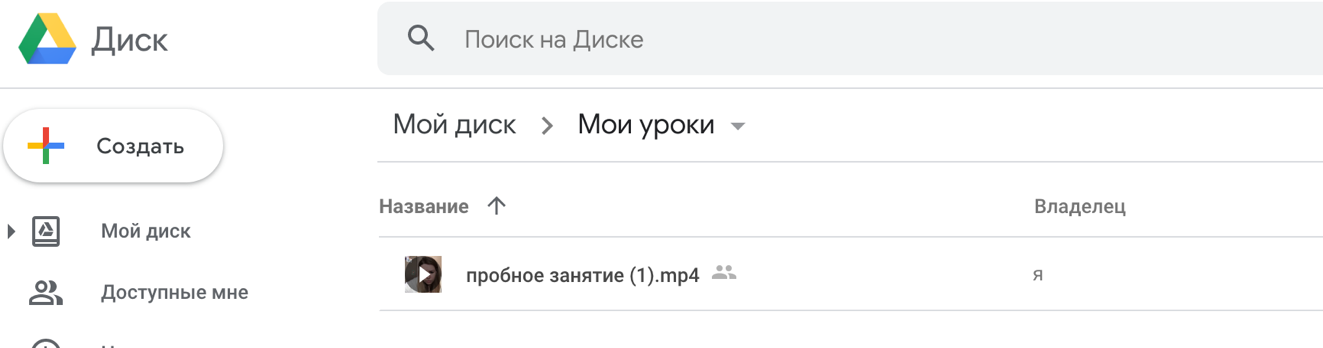 Диск
Поиск на Диске
Мой диск
Мои уроки
Создать
Название
Владелец
Мой диск
пробное занятие (1).mp4
я
Доступные мне